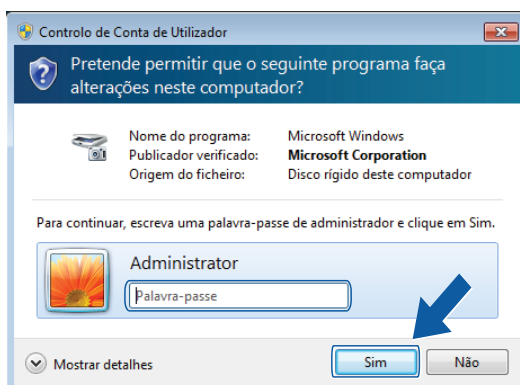 Controlo de Conta de Utilizador
Pretende permitir que o seguinte programa faça
alterações neste computador?
Nome do programa: Microsoft Windows
Publicador verificado: Microsoft Corporation
Origem do ficheiro: Disco rígido deste computador
Para continuar, escreva uma palavra-passe de administrador e clique em Sim.
Administrator
Palavra-passe
Mostrar detalhes Sim Não